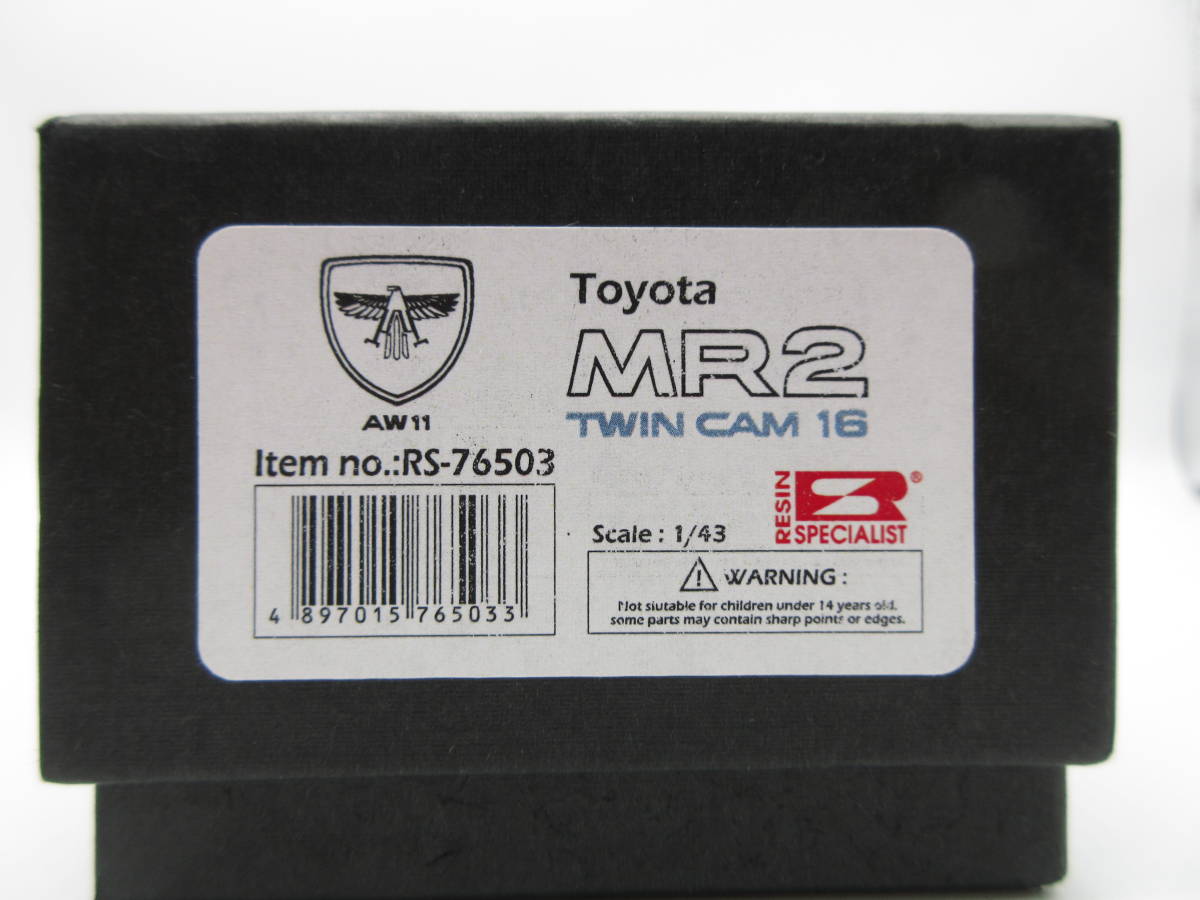 Toyota
MR2
TWIN CAM 16
AW11
Item no.:RS-76503
4 897015 765033
Scale : 1/43
RESIN
SPECIALIST
®
WARNING :
Not siutable for children under 14 years old.
some parts may contain sharp points or edges.